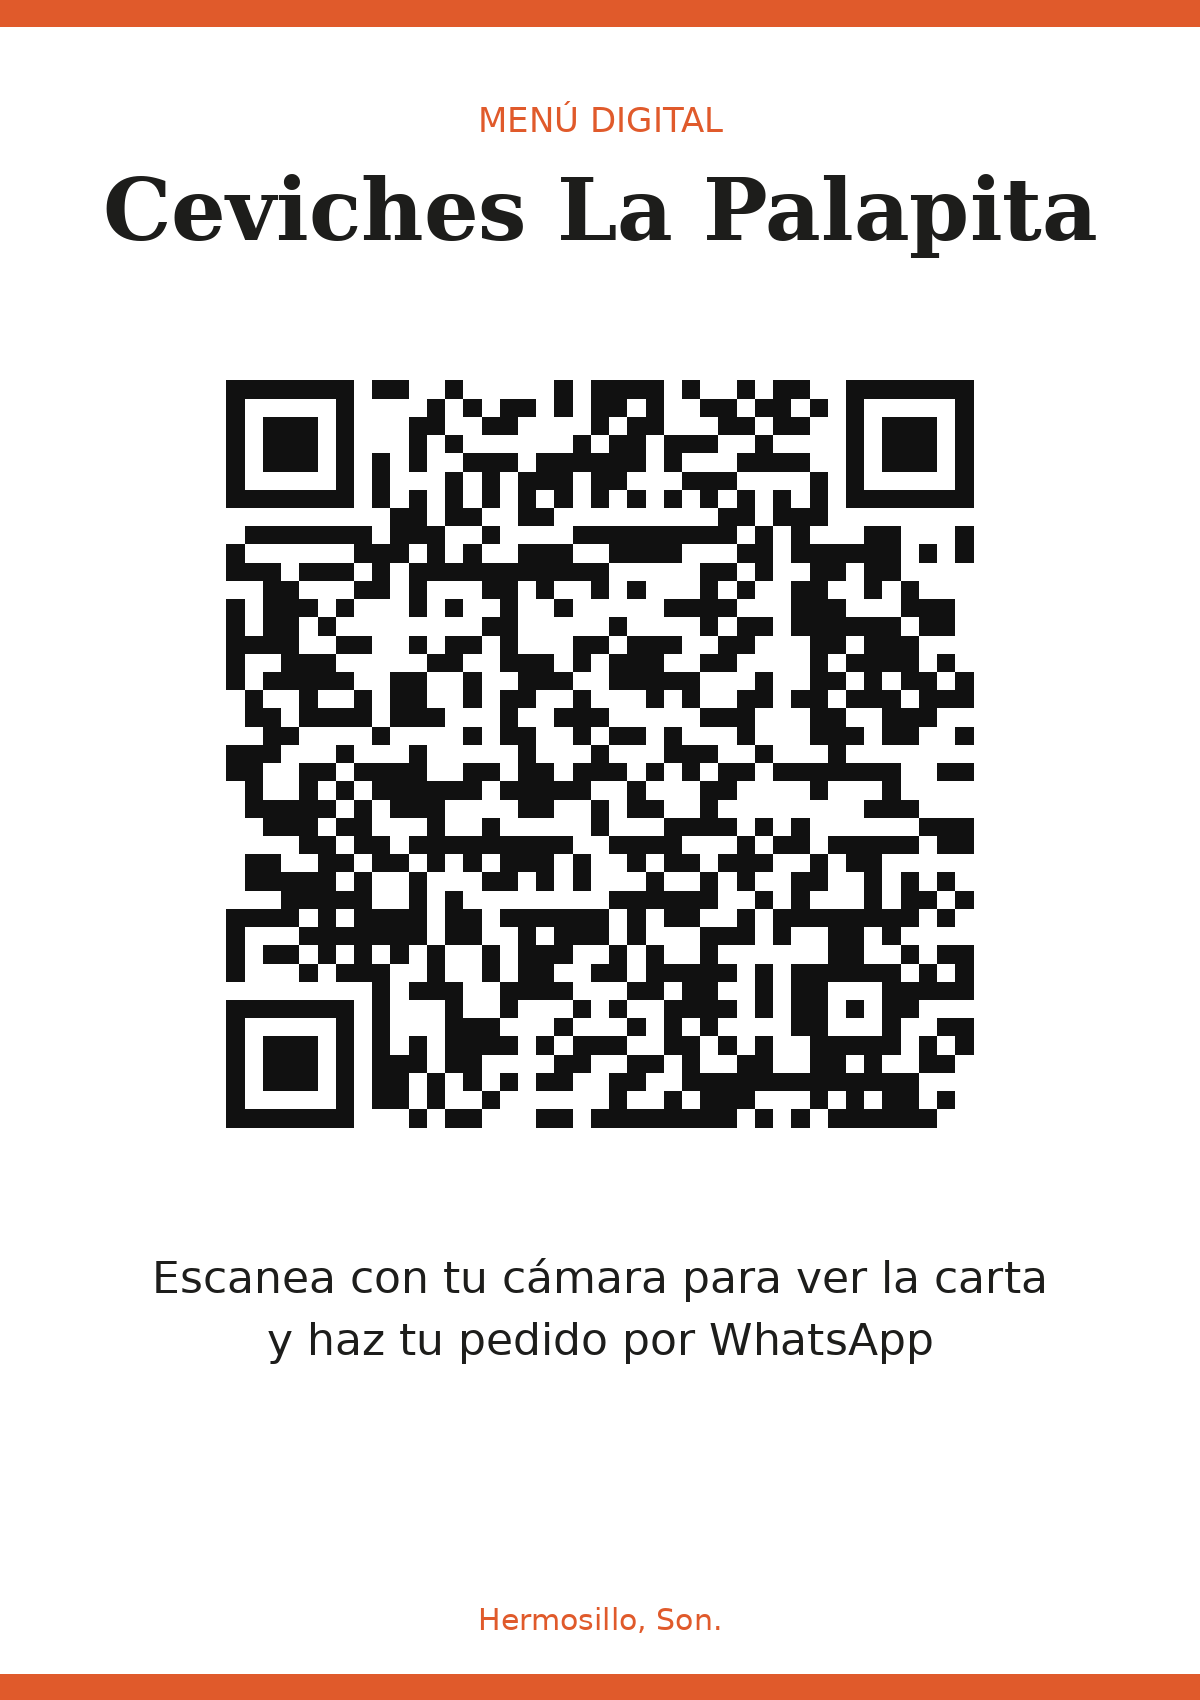 MENÚ DIGITAL
Ceviches La Palapita
Escanea con tu cámara para ver la carta
y haz tu pedido por WhatsApp
Hermosillo, Son.